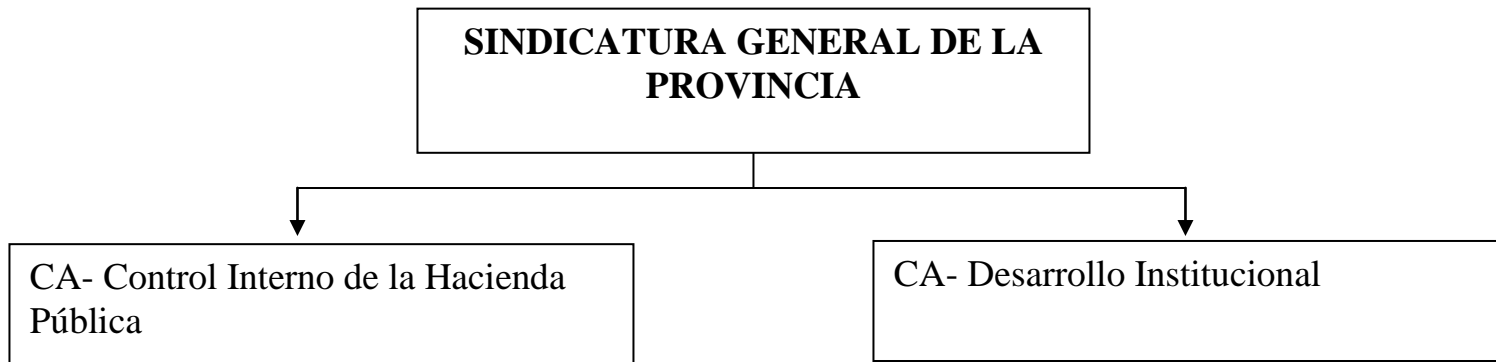 SINDICATURA GENERAL DE LA
PROVINCIA
CA- Control Interno de la Hacienda
Pública
CA- Desarrollo Institucional